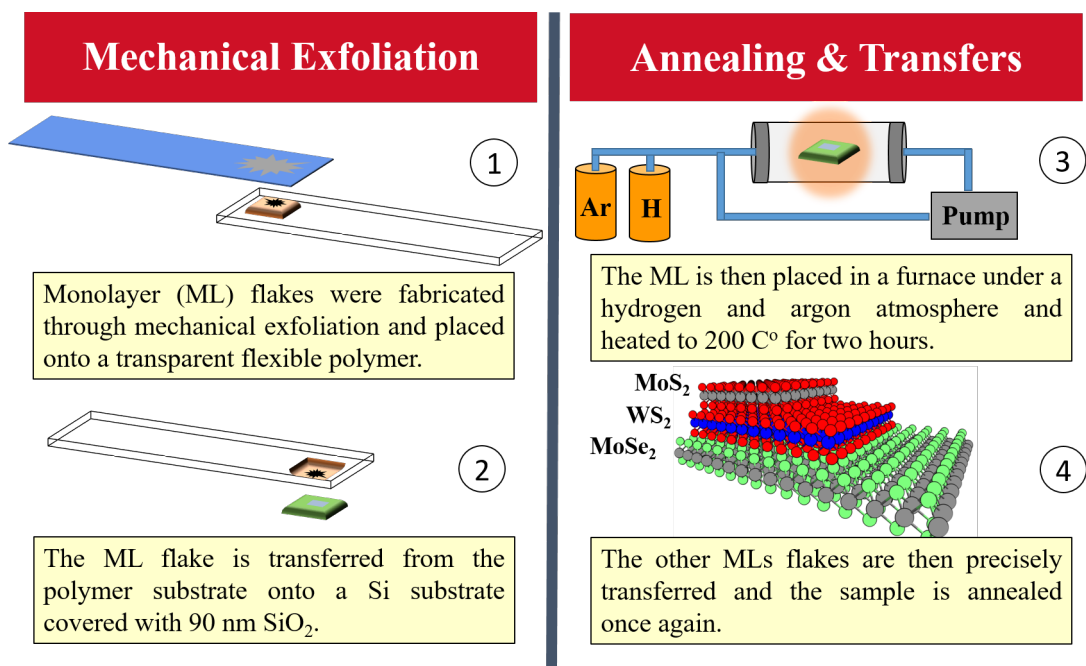 Mechanical Exfoliation
1
Monolayer (ML) flakes were fabricated
through mechanical exfoliation and placed
onto a transparent flexible polymer.
2
The ML flake is transferred from the
polymer substrate onto a Si substrate
covered with 90 nm SiO₂.
Annealing & Transfers
3
Ar
H
Pump
The ML is then placed in a furnace under a
hydrogen and argon atmosphere and
heated to 200 Cᵒ for two hours.
MoS₂
WS₂
MoSe₂
4
The other MLs flakes are then precisely
transferred and the sample is annealed
once again.